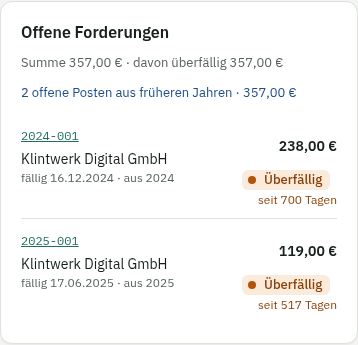 Offene Forderungen
Summe 357,00 € · davon überfällig 357,00 €
2 offene Posten aus früheren Jahren · 357,00 €
2024-001
238,00 €
Klintwerk Digital GmbH
fällig 16.12.2024 · aus 2024
Überfällig
seit 700 Tagen
2025-001
119,00 €
Klintwerk Digital GmbH
fällig 17.06.2025 · aus 2025
Überfällig
seit 517 Tagen